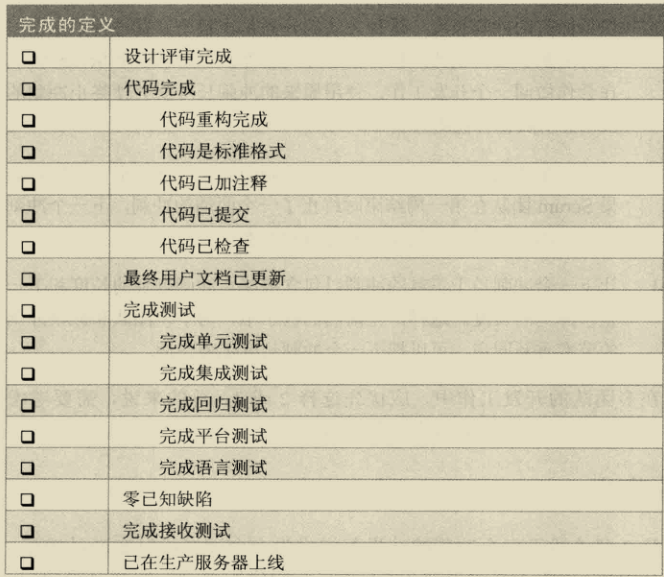 完成的定义
❑ 设计评审完成
❑ 代码完成
❑ 代码重构完成
❑ 代码是标准格式
❑ 代码已加注释
❑ 代码已提交
❑ 代码已检查
❑ 最终用户文档已更新
❑ 完成测试
❑ 完成单元测试
❑ 完成集成测试
❑ 完成回归测试
❑ 完成平台测试
❑ 完成语言测试
❑ 零已知缺陷
❑ 完成接收测试
❑ 已在生产服务器上线